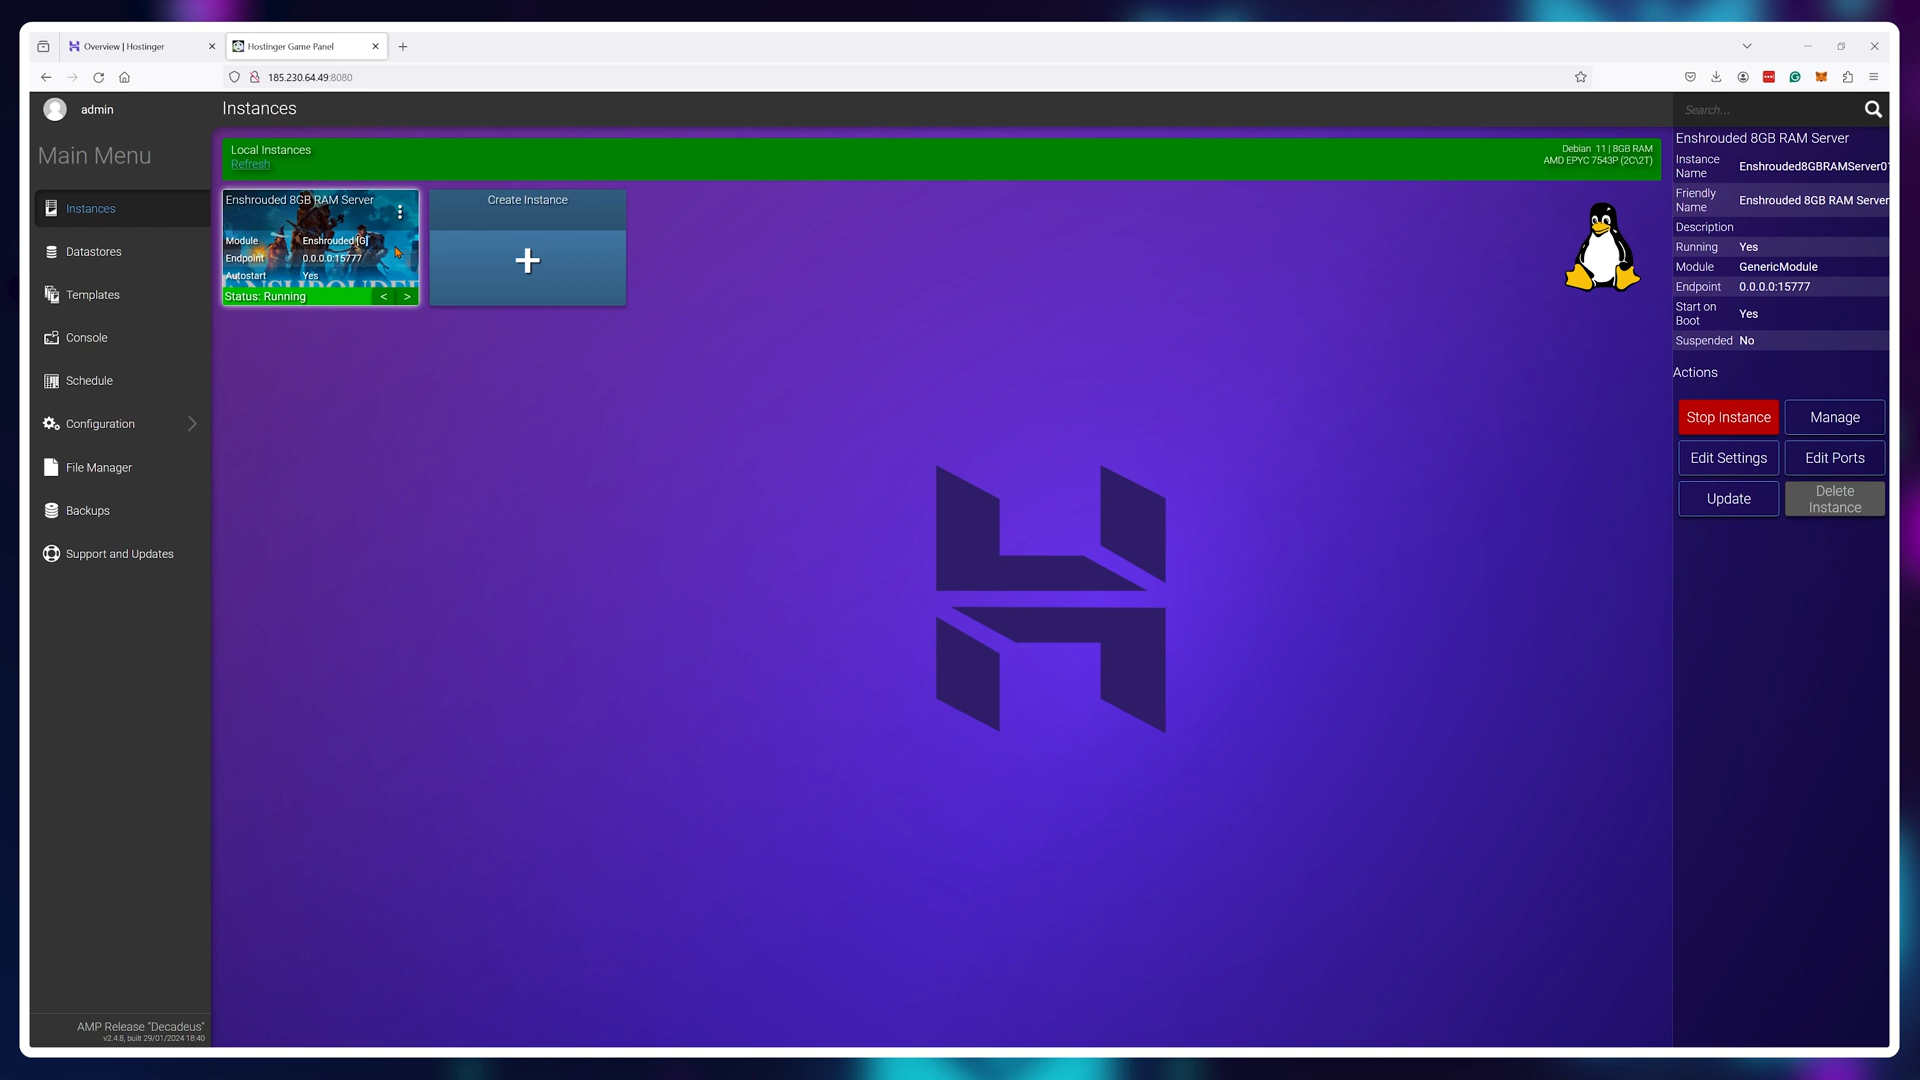 Overview | Hostinger
Hostinger Game Panel
185.230.64.49:8080
admin
Instances
Search...
Main Menu
Instances
Datastores
Templates
Console
Schedule
Configuration
File Manager
Backups
Support and Updates
AMP Release "Decadeus"
v2.4.8, built 29/01/2024 18:40
Local Instances
Refresh
Debian 11 | 8GB RAM
AMD EPYC 7543P (2C\2T)
Enshrouded 8GB RAM Server
Module Enshrouded [G]
Endpoint 0.0.0.0:15777
Autostart Yes
ENSHROUDED
Status: Running < >
Create Instance
+
Enshrouded 8GB RAM Server
Instance Name Enshrouded8GBRAMServer01
Friendly Name Enshrouded 8GB RAM Server
Description
Running Yes
Module GenericModule
Endpoint 0.0.0.0:15777
Start on Boot Yes
Suspended No
Actions
Stop Instance
Manage
Edit Settings
Edit Ports
Update
Delete Instance